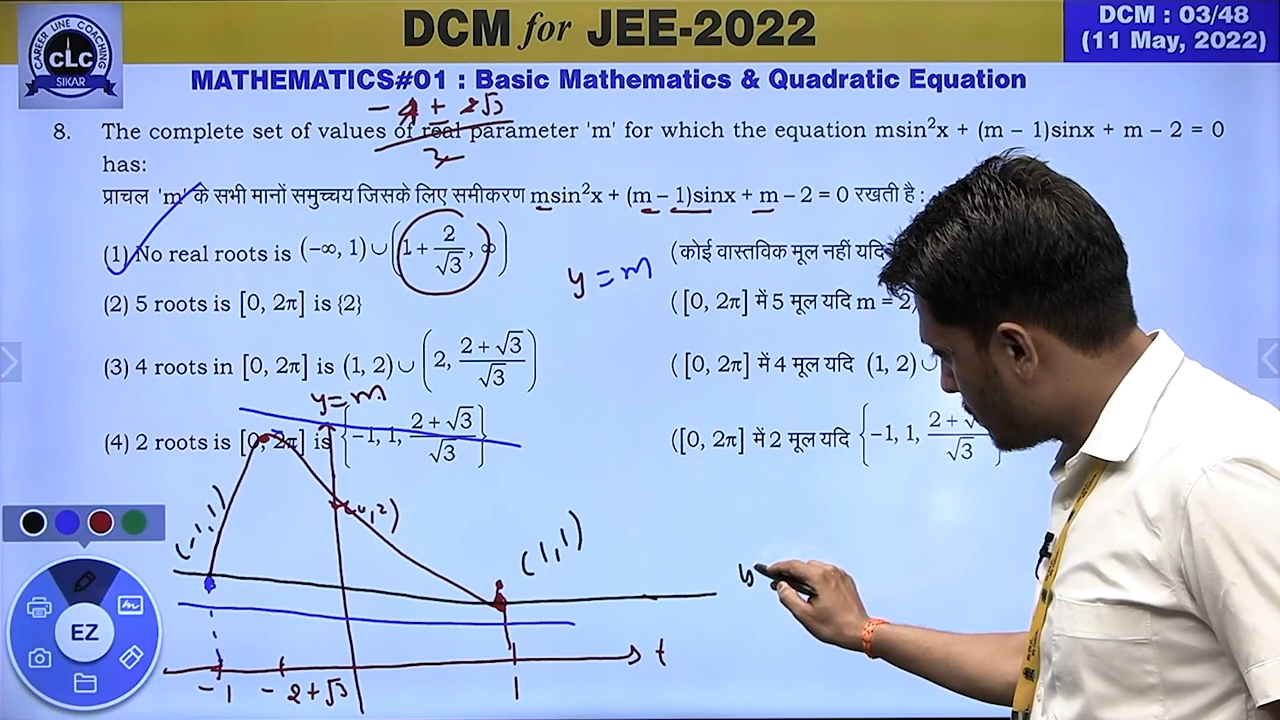 DCM for JEE-2022
DCM : 03/48
(11 May, 2022)
CAREER LINE COACHING
CLC
SIKAR
MATHEMATICS#01 : Basic Mathematics & Quadratic Equation
8. The complete set of values of real parameter 'm' for which the equation msin²x + (m − 1)sinx + m − 2 = 0
has:
प्राचल 'm' के सभी मानों समुच्चय जिसके लिए समीकरण msin²x + (m − 1)sinx + m − 2 = 0 रखती है :
(1) No real roots is (−∞, 1) ∪ (1 + 2/√3, ∞)
(कोई वास्तविक मूल नहीं यदि
(2) 5 roots is [0, 2π] is {2}
([0, 2π] में 5 मूल यदि m = 2,
(3) 4 roots in [0, 2π] is (1, 2) ∪ (2, (2 + √3)/√3)
([0, 2π] में 4 मूल यदि (1, 2) ∪
(4) 2 roots is [0, 2π] is {−1, 1, (2 + √3)/√3}
([0, 2π] में 2 मूल यदि {−1, 1, (2 + √3)/√3}
y = m
y = m
(-1, 1)
(1, 1)
-1
-2+√3
1
t
EZ